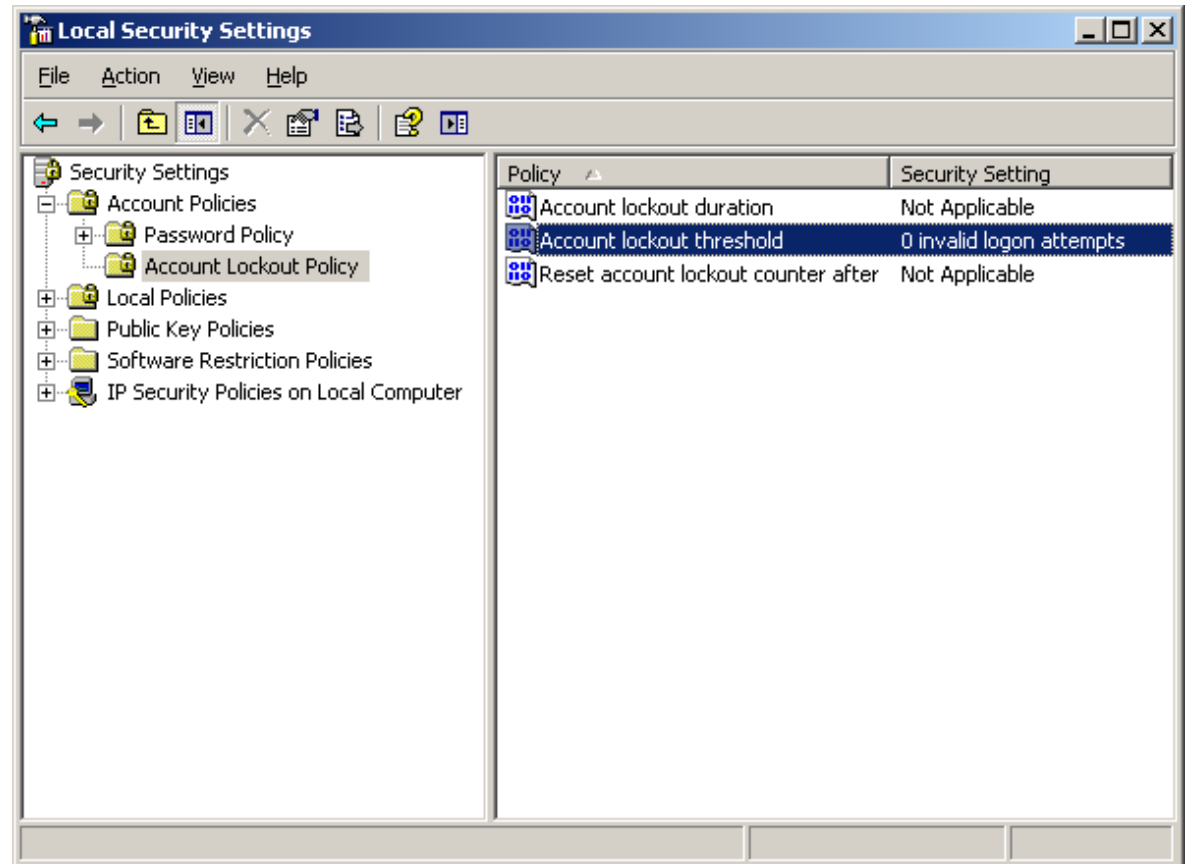 Local Security Settings
File Action View Help
Security Settings
Account Policies
Password Policy
Account Lockout Policy
Local Policies
Public Key Policies
Software Restriction Policies
IP Security Policies on Local Computer
Policy Security Setting
Account lockout duration Not Applicable
Account lockout threshold 0 invalid logon attempts
Reset account lockout counter after Not Applicable